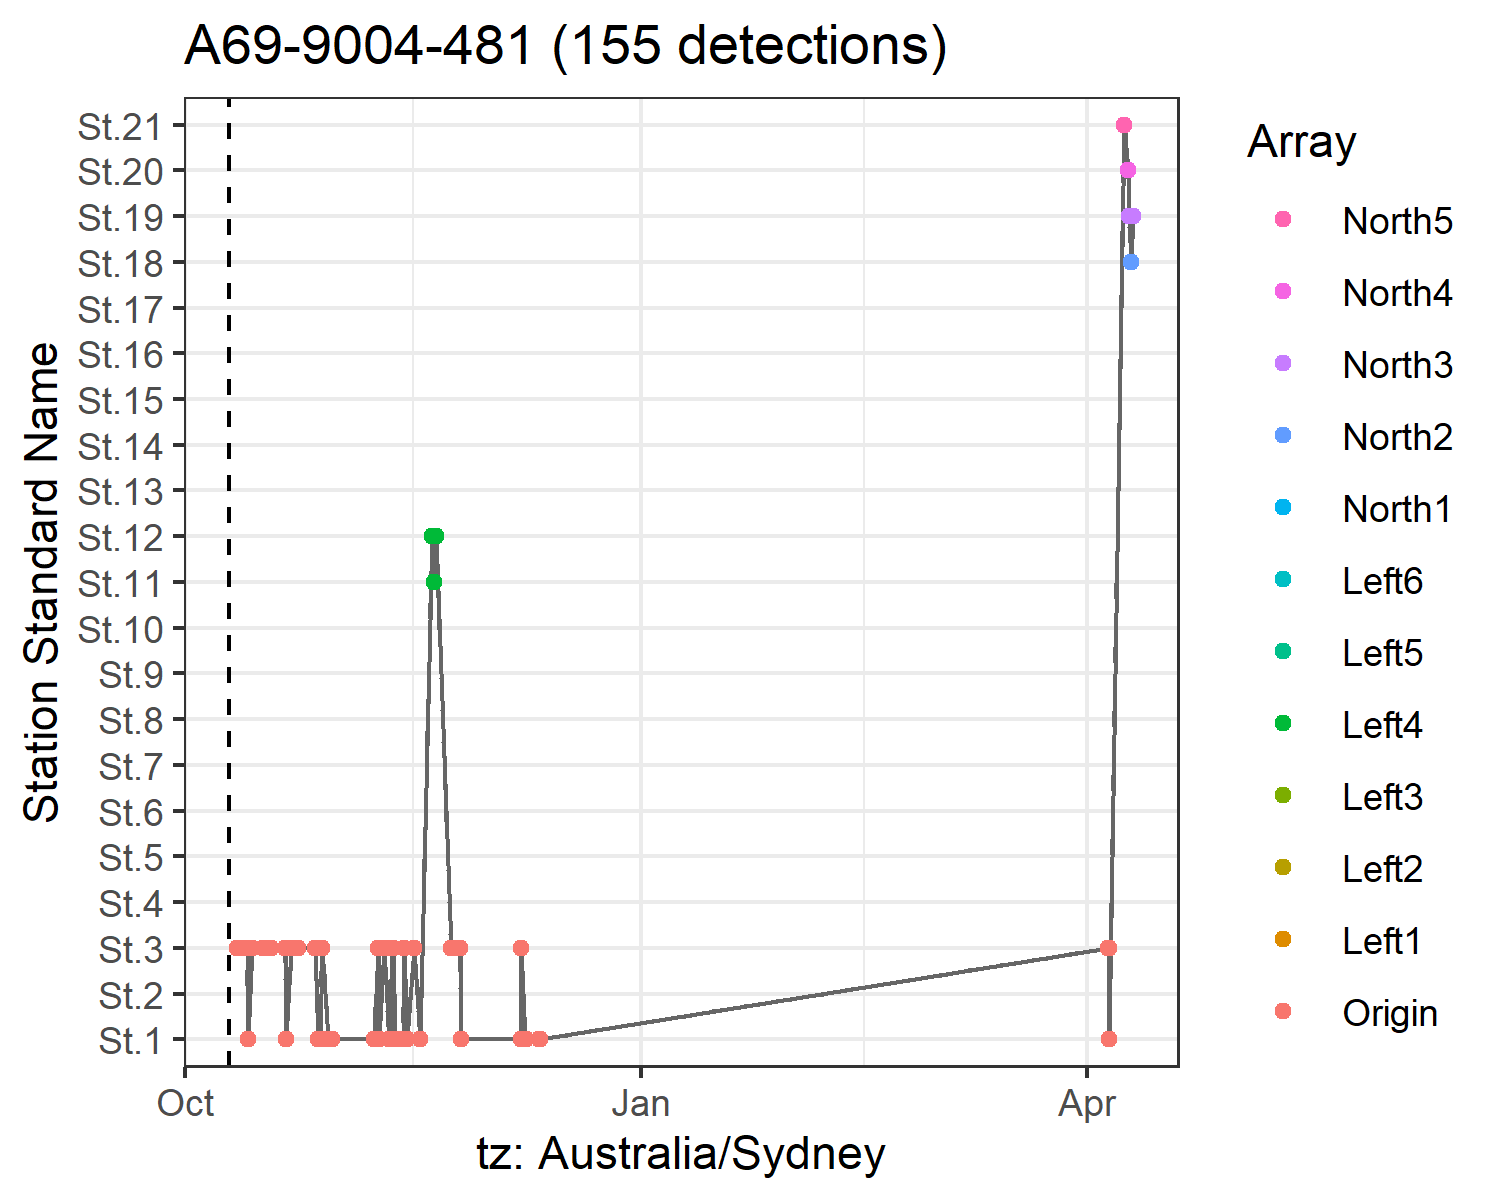 A69-9004-481 (155 detections)
Station Standard Name
St.21
St.20
St.19
St.18
St.17
St.16
St.15
St.14
St.13
St.12
St.11
St.10
St.9
St.8
St.7
St.6
St.5
St.4
St.3
St.2
St.1
Oct
Jan
Apr
tz: Australia/Sydney
Array
North5
North4
North3
North2
North1
Left6
Left5
Left4
Left3
Left2
Left1
Origin